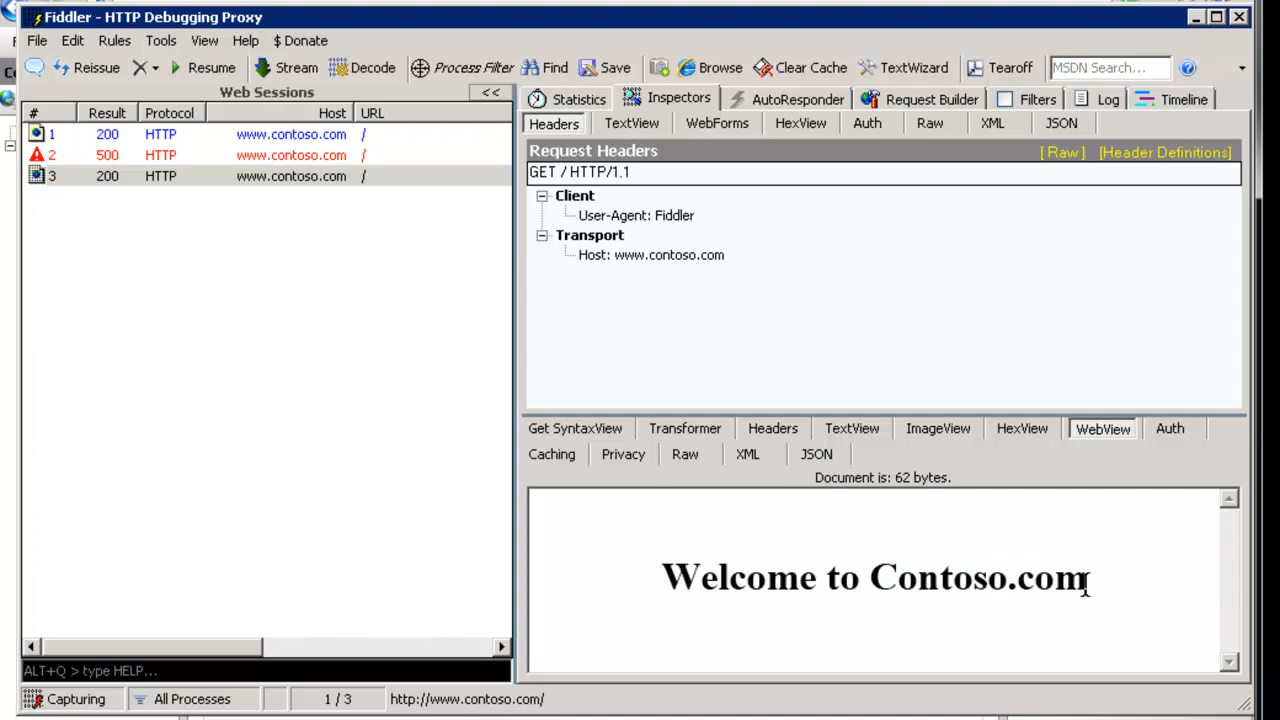 Fiddler - HTTP Debugging Proxy
File Edit Rules Tools View Help $ Donate
Reissue Resume Stream Decode Process Filter Find Save Browse Clear Cache TextWizard Tearoff MSDN Search...
Web Sessions <<
# Result Protocol Host URL
1 200 HTTP www.contoso.com /
2 500 HTTP www.contoso.com /
3 200 HTTP www.contoso.com /
Statistics Inspectors AutoResponder Request Builder Filters Log Timeline
Headers TextView WebForms HexView Auth Raw XML JSON
Request Headers [ Raw ] [Header Definitions]
GET / HTTP/1.1
Client
User-Agent: Fiddler
Transport
Host: www.contoso.com
Get SyntaxView Transformer Headers TextView ImageView HexView WebView Auth
Caching Privacy Raw XML JSON
Document is: 62 bytes.
Welcome to Contoso.com
ALT+Q > type HELP...
Capturing All Processes 1 / 3 http://www.contoso.com/